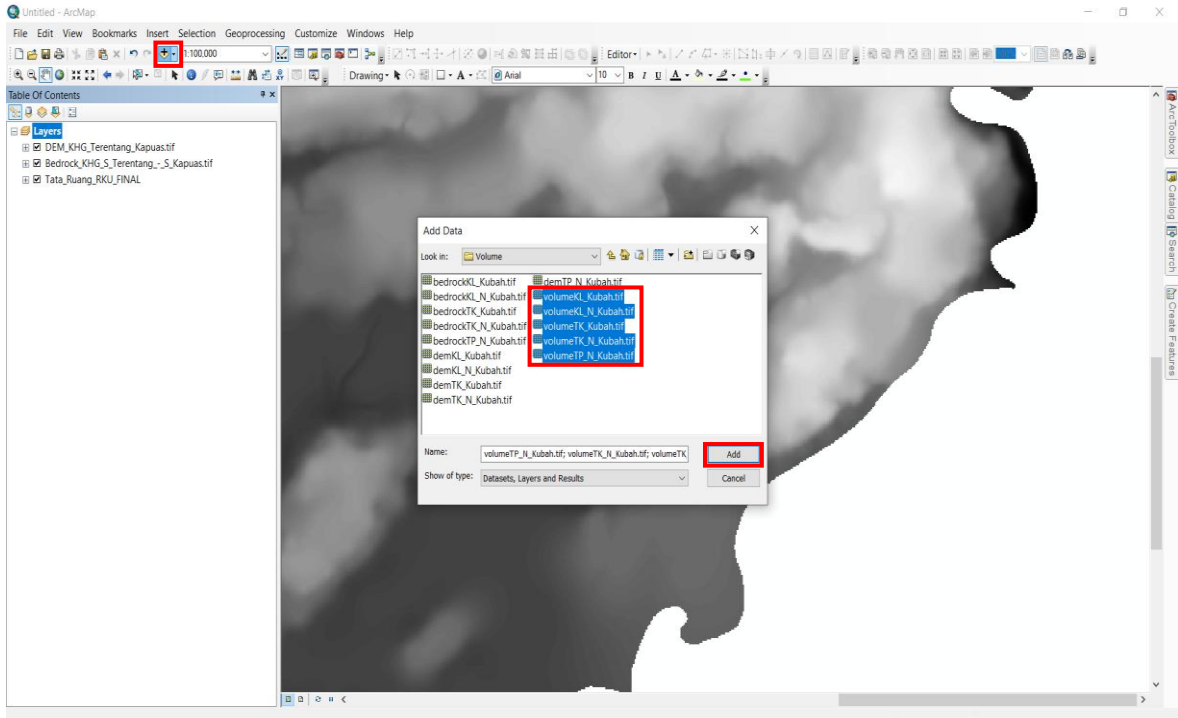 Untitled - ArcMap
File Edit View Bookmarks Insert Selection Geoprocessing Customize Windows Help
1:100,000
Editor
Drawing A Arial 10 B I U A
Table Of Contents
Layers
DEM_KHG_Terentang_Kapuas.tif
Bedrock_KHG_S_Terentang_-_S_Kapuas.tif
Tata_Ruang_RKU_FINAL
Add Data
Look in: Volume
bedrockKL_Kubah.tif
bedrockKL_N_Kubah.tif
bedrockTK_Kubah.tif
bedrockTK_N_Kubah.tif
bedrockTP_N_Kubah.tif
demKL_Kubah.tif
demKL_N_Kubah.tif
demTK_Kubah.tif
demTK_N_Kubah.tif
demTP_N_Kubah.tif
volumeKL_Kubah.tif
volumeKL_N_Kubah.tif
volumeTK_Kubah.tif
volumeTK_N_Kubah.tif
volumeTP_N_Kubah.tif
Name: volumeTP_N_Kubah.tif; volumeTK_N_Kubah.tif; volumeTK Add
Show of type: Datasets, Layers and Results Cancel
ArcToolbox
Catalog
Search
Create Features